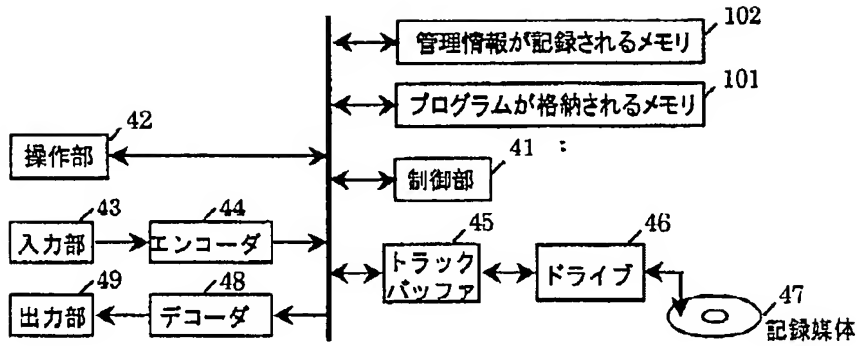 102
管理情報が記録されるメモリ
101
プログラムが格納されるメモリ
42
操作部
41
制御部
43
入力部
44
エンコーダ
45
トラック
バッファ
46
ドライブ
49
出力部
48
デコーダ
47
記録媒体